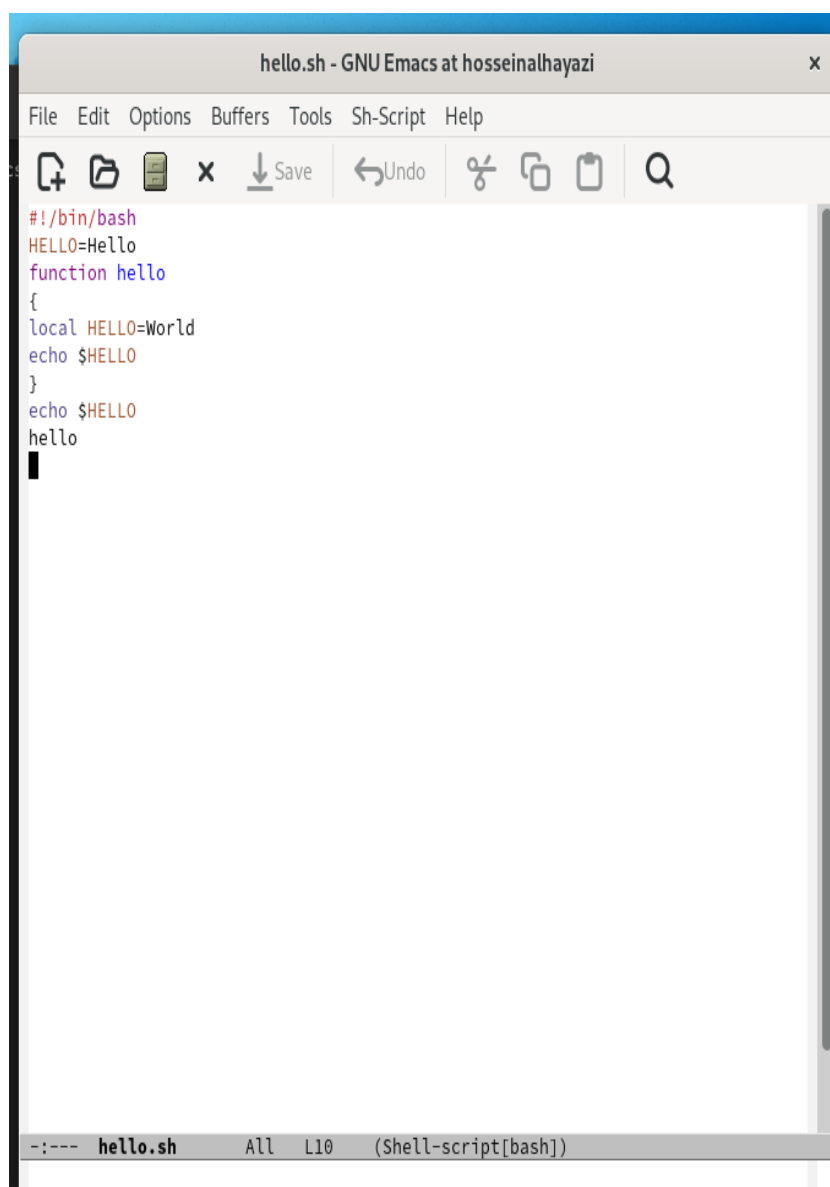 hello.sh - GNU Emacs at hosseinalhayazi
File Edit Options Buffers Tools Sh-Script Help
Save Undo
#!/bin/bash
HELLO=Hello
function hello
{
local HELLO=World
echo $HELLO
}
echo $HELLO
hello
-:--- hello.sh All L10 (Shell-script[bash])